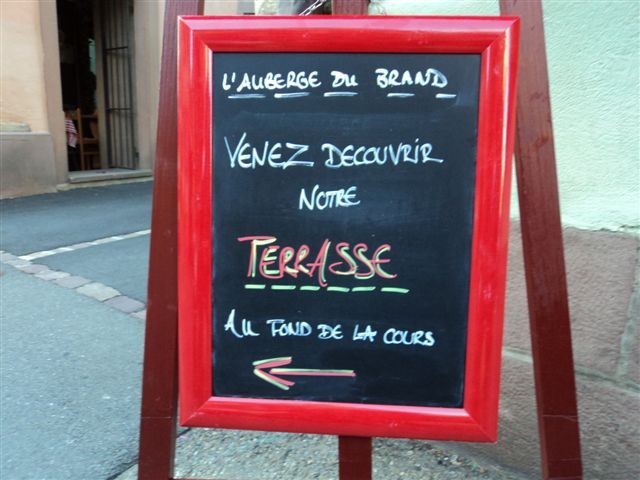 L'AUBERGE DU BRAND
VENEZ DECOUVRIR
NOTRE
TERRASSE
AU FOND DE LA COURS